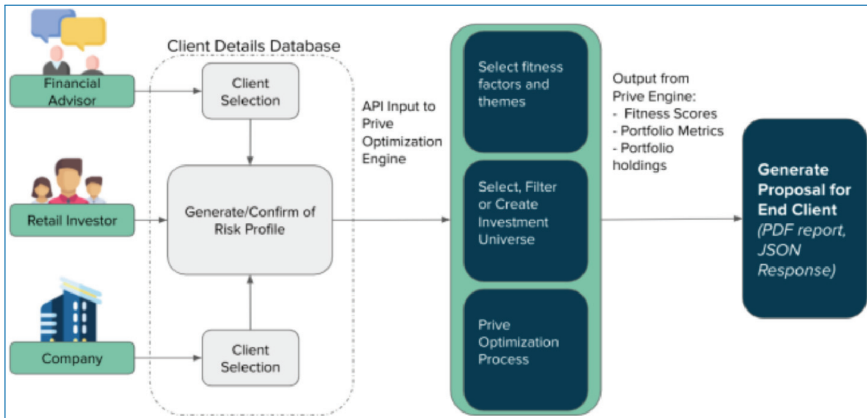 Financial
Advisor
Retail Investor
Company
Client Details Database
Client
Selection
Generate/Confirm of
Risk Profile
Client
Selection
API Input to
Prive
Optimization
Engine
Select fitness
factors and
themes
Select, Filter
or Create
Investment
Universe
Prive
Optimization
Process
Output from
Prive Engine:
- Fitness Scores
- Portfolio Metrics
- Portfolio
holdings
Generate
Proposal for
End Client
(PDF report,
JSON
Response)